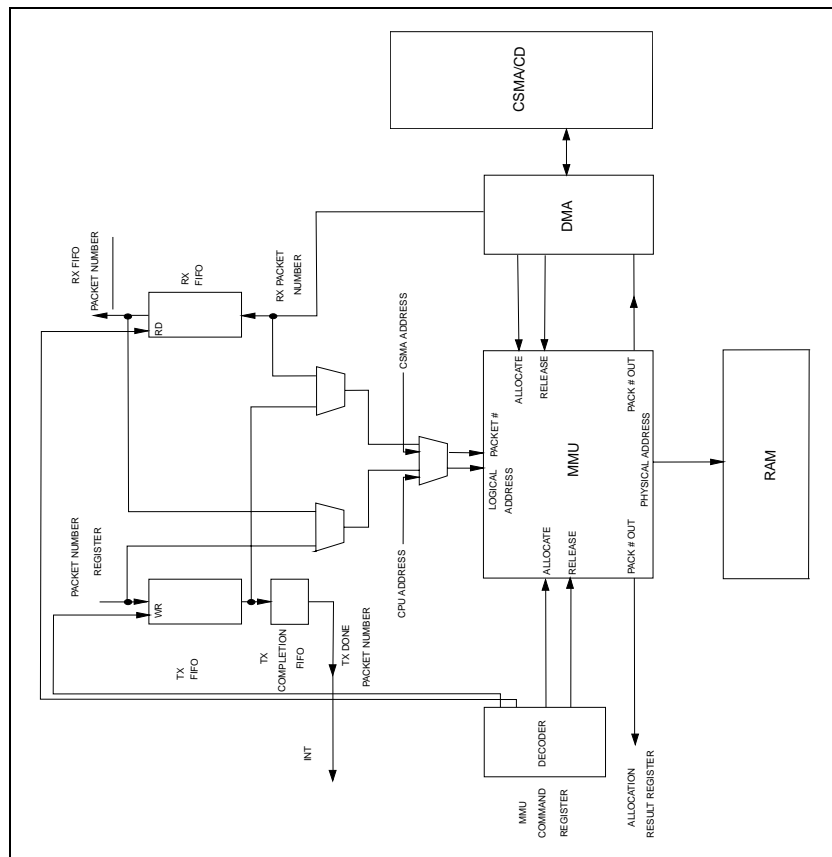 CSMA/CD
DMA
RX FIFO
PACKET NUMBER
RX
FIFO
RD
RX PACKET
NUMBER
CSMA ADDRESS
ALLOCATE
RELEASE
PACK # OUT
PACKET #
LOGICAL
ADDRESS
MMU
PHYSICAL ADDRESS
RAM
CPU ADDRESS
ALLOCATE
RELEASE
PACK # OUT
PACKET NUMBER
REGISTER
WR
TX
FIFO
TX
COMPLETION
FIFO
TX DONE
PACKET NUMBER
INT
DECODER
MMU
COMMAND
REGISTER
ALLOCATION
RESULT REGISTER